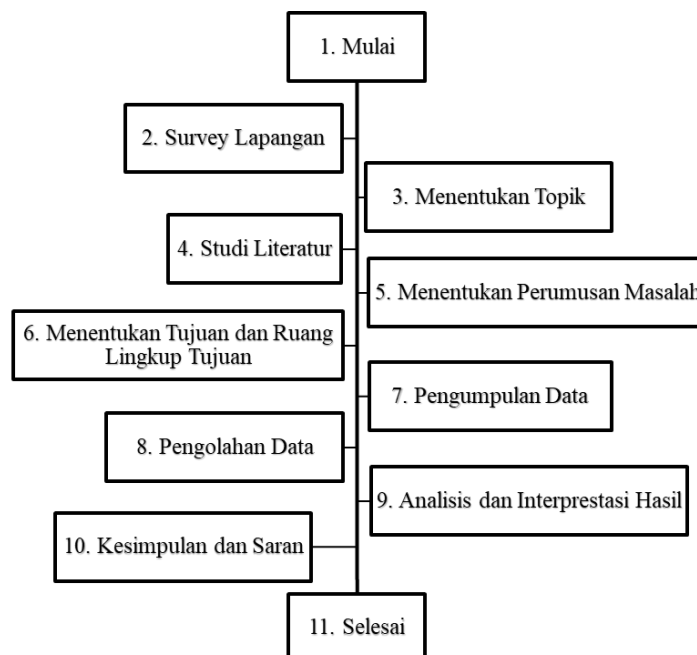 1. Mulai
2. Survey Lapangan
3. Menentukan Topik
4. Studi Literatur
5. Menentukan Perumusan Masalah
6. Menentukan Tujuan dan Ruang
Lingkup Tujuan
7. Pengumpulan Data
8. Pengolahan Data
9. Analisis dan Interprestasi Hasil
10. Kesimpulan dan Saran
11. Selesai